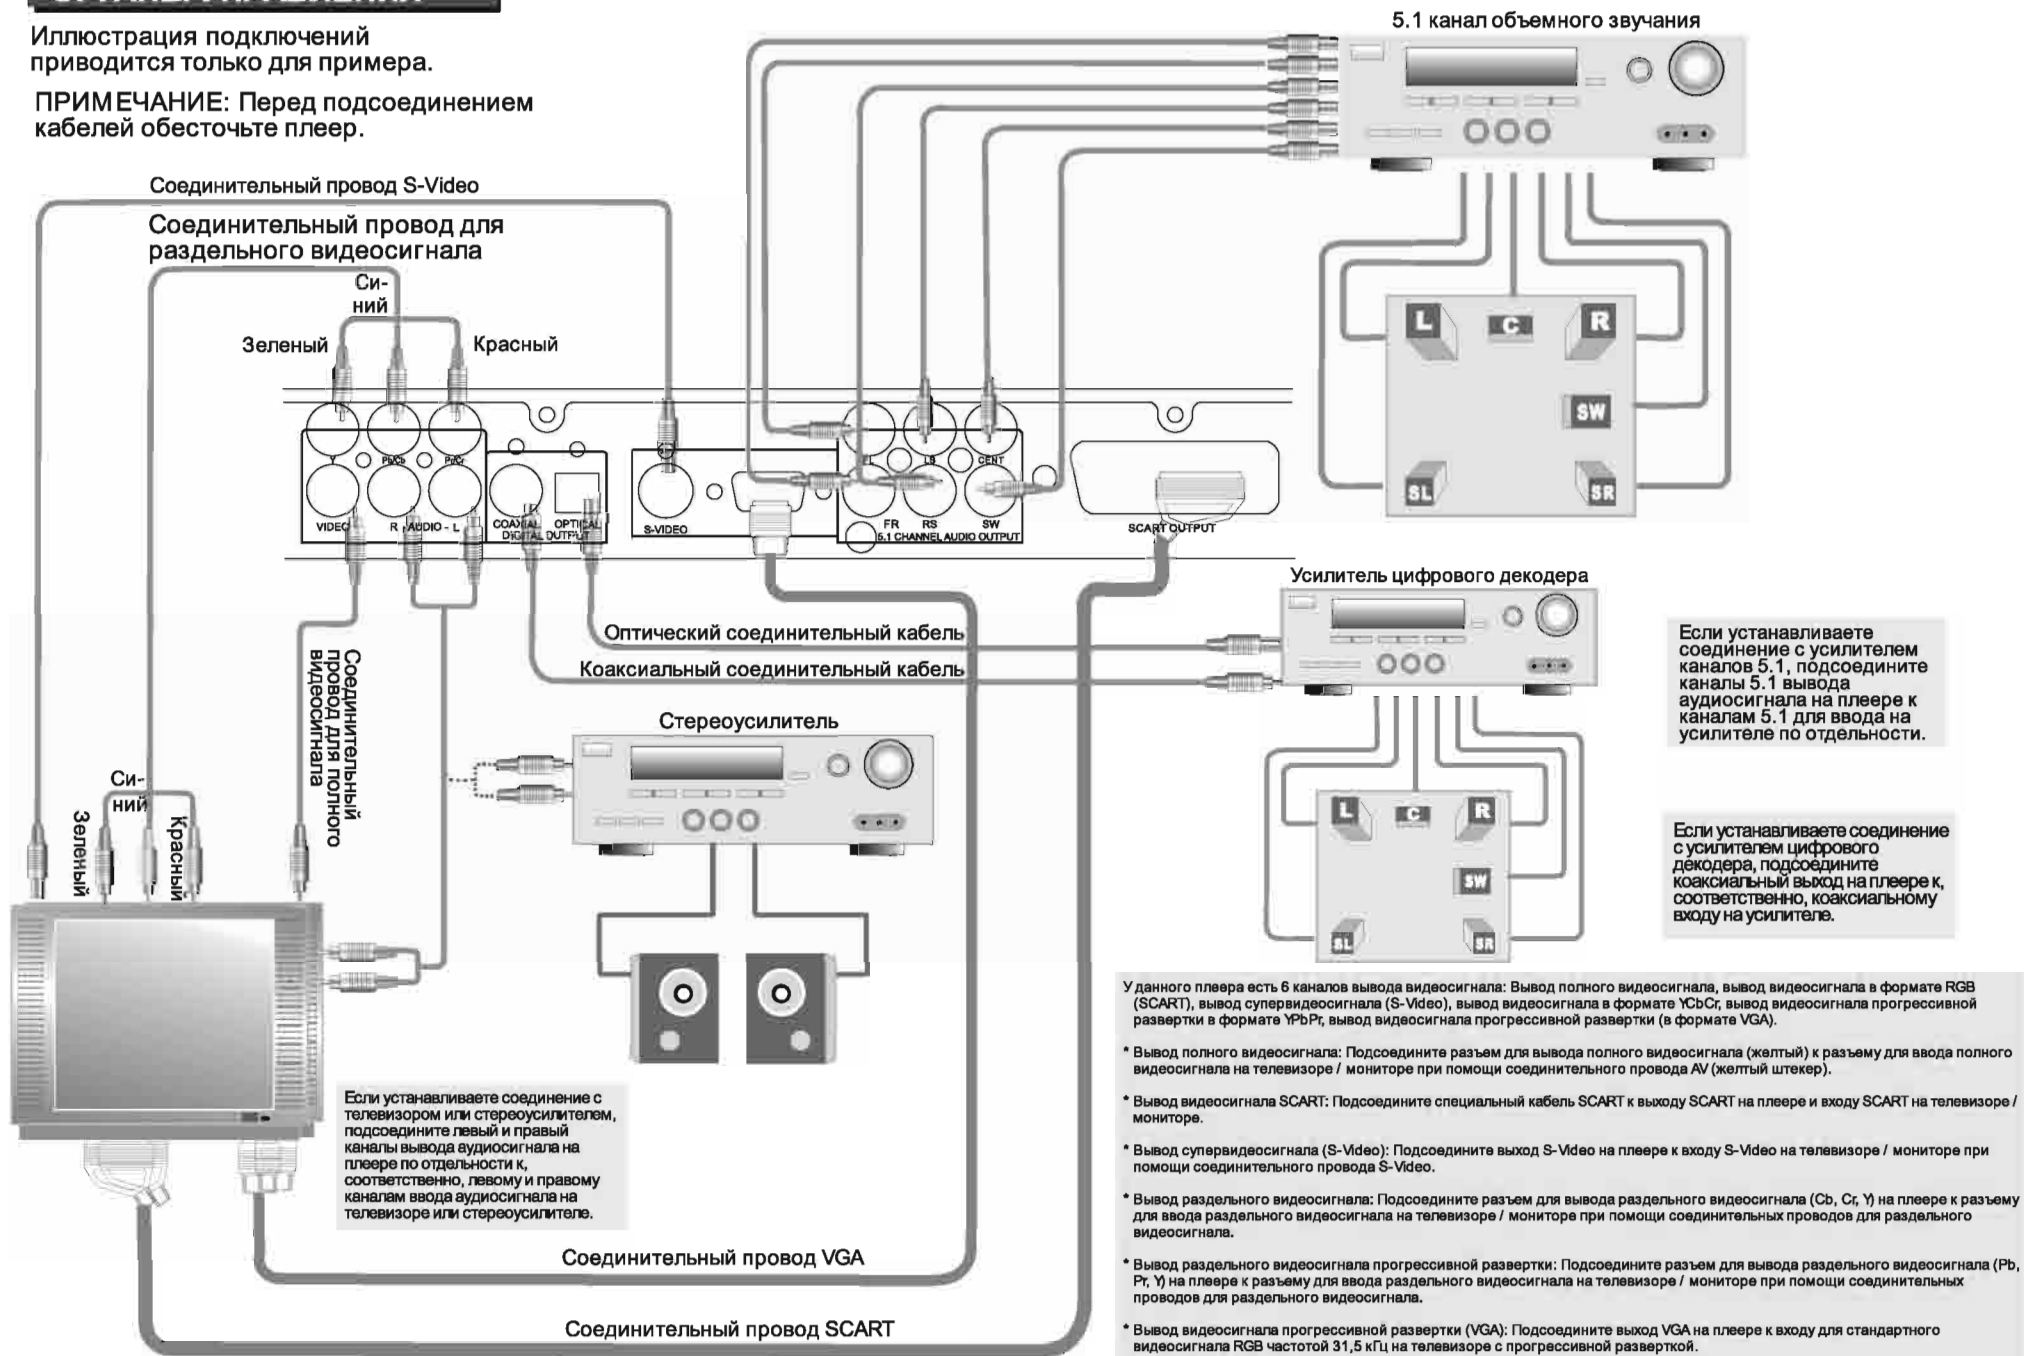 Иллюстрация подключений
приводится только для примера.
ПРИМЕЧАНИЕ: Перед подсоединением
кабелей обесточьте плеер.
5.1 канал объемного звучания
Соединительный провод S-Video
Соединительный провод для
раздельного видеосигнала
Си-
ний
Зеленый
Красный
L
C
R
SW
SL
SR
Y
Pb/Cb
Pr/Cr
VIDEO
R - AUDIO - L
COAXIAL
OPTICAL
DIGITAL OUTPUT
S-VIDEO
FL
LS
CENT
FR
RS
SW
5.1 CHANNEL AUDIO OUTPUT
SCART OUTPUT
Усилитель цифрового декодера
Оптический соединительный кабель
Коаксиальный соединительный кабель
Соединительный
провод для полного
видеосигнала
Стереоусилитель
Си-
ний
Зеленый
Красный
L
C
R
SW
SL
SR
Если устанавливаете
соединение с усилителем
каналов 5.1, подсоедините
каналы 5.1 вывода
аудиосигнала на плеере к
каналам 5.1 для ввода на
усилителе по отдельности.
Если устанавливаете соединение
с усилителем цифрового
декодера, подсоедините
коаксиальный выход на плеере к,
соответственно, коаксиальному
входу на усилителе.
Если устанавливаете соединение с
телевизором или стереоусилителем,
подсоедините левый и правый
каналы вывода аудиосигнала на
плеере по отдельности к,
соответственно, левому и правому
каналам ввода аудиосигнала на
телевизоре или стереоусилителе.
Соединительный провод VGA
Соединительный провод SCART
У данного плеера есть 6 каналов вывода видеосигнала: Вывод полного видеосигнала, вывод видеосигнала в формате RGB
(SCART), вывод супервидеосигнала (S-Video), вывод видеосигнала в формате YCbCr, вывод видеосигнала прогрессивной
развертки в формате YPbPr, вывод видеосигнала прогрессивной развертки (в формате VGA).
* Вывод полного видеосигнала: Подсоедините разъем для вывода полного видеосигнала (желтый) к разъему для ввода полного
видеосигнала на телевизоре / мониторе при помощи соединительного провода AV (желтый штекер).
* Вывод видеосигнала SCART: Подсоедините специальный кабель SCART к выходу SCART на плеере и входу SCART на телевизоре /
мониторе.
* Вывод супервидеосигнала (S-Video): Подсоедините выход S-Video на плеере к входу S-Video на телевизоре / мониторе при
помощи соединительного провода S-Video.
* Вывод раздельного видеосигнала: Подсоедините разъем для вывода раздельного видеосигнала (Cb, Cr, Y) на плеере к разъему
для ввода раздельного видеосигнала на телевизоре / мониторе при помощи соединительных проводов для раздельного
видеосигнала.
* Вывод раздельного видеосигнала прогрессивной развертки: Подсоедините разъем для вывода раздельного видеосигнала (Pb,
Pr, Y) на плеере к разъему для ввода раздельного видеосигнала на телевизоре / мониторе при помощи соединительных
проводов для раздельного видеосигнала.
* Вывод видеосигнала прогрессивной развертки (VGA): Подсоедините выход VGA на плеере к входу для стандартного
видеосигнала RGB частотой 31,5 кГц на телевизоре с прогрессивной разверткой.